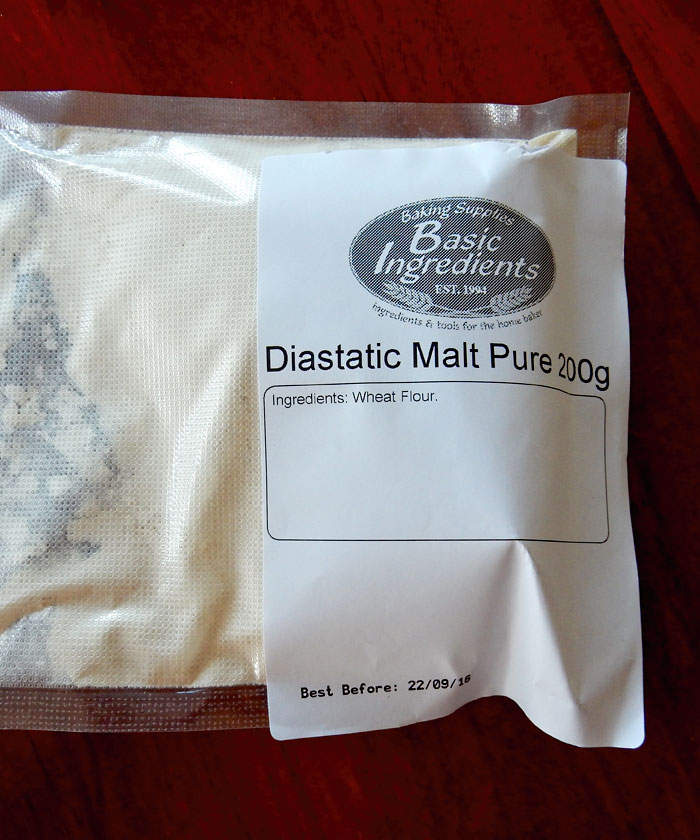 Baking Supplies
Basic
Ingredients
EST. 1994
ingredients & tools for the home baker
Diastatic Malt Pure 200g
Ingredients: Wheat Flour.
Best Before: 22/09/16